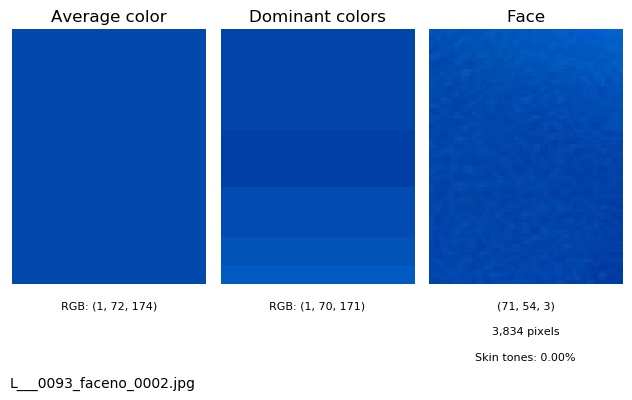 Average color
Dominant colors
Face
RGB: (1, 72, 174)
RGB: (1, 70, 171)
(71, 54, 3)
3,834 pixels
Skin tones: 0.00%
L___0093_faceno_0002.jpg